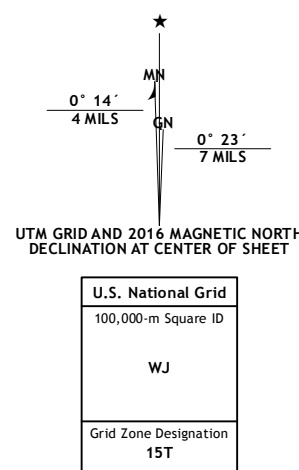 ★
MN
0° 14´
4 MILS
GN
0° 23´
7 MILS
UTM GRID AND 2016 MAGNETIC NORTH
DECLINATION AT CENTER OF SHEET
U.S. National Grid
100,000-m Square ID
WJ
Grid Zone Designation
15T